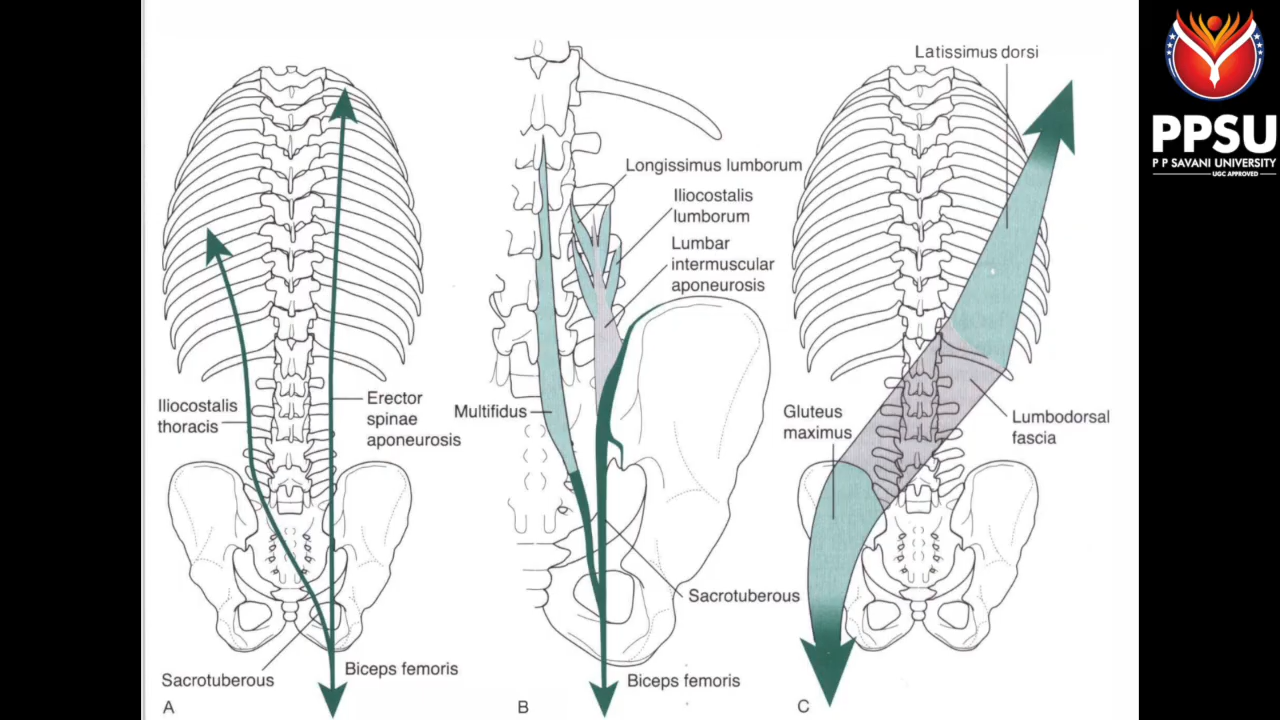 Iliocostalis
thoracis
Erector
spinae
aponeurosis
Sacrotuberous
Biceps femoris
A
Longissimus lumborum
Iliocostalis
lumborum
Lumbar
intermuscular
aponeurosis
Multifidus
Sacrotuberous
Biceps femoris
B
Latissimus dorsi
Gluteus
maximus
Lumbodorsal
fascia
C
PPSU
P P SAVANI UNIVERSITY
UGC APPROVED